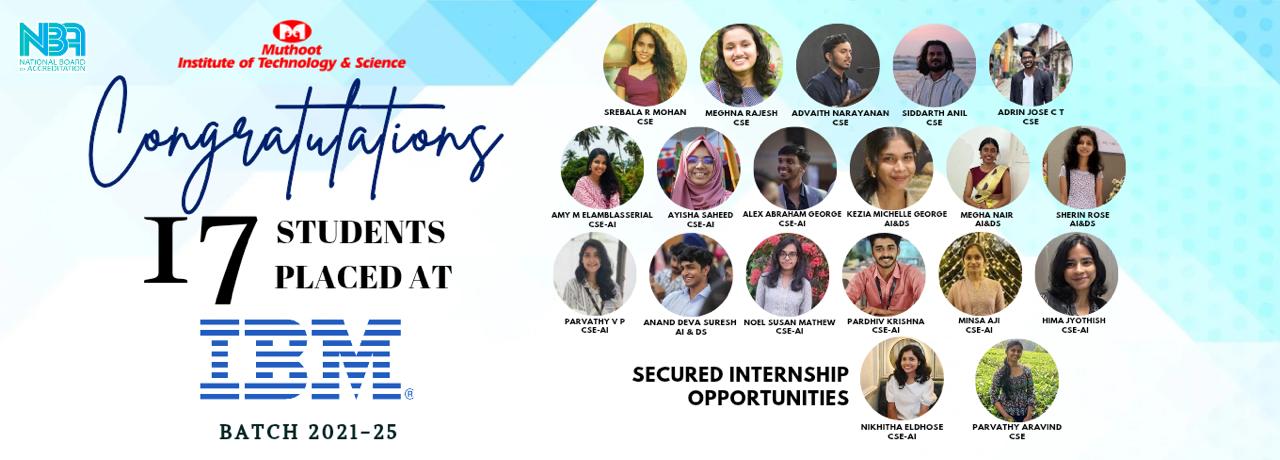 NBA
NATIONAL BOARD
OF ACCREDITATION
Muthoot
Institute of Technology & Science
Congratulations
17 STUDENTS
PLACED AT
IBM®
BATCH 2021-25
SREBALA R MOHAN
CSE
MEGHNA RAJESH
CSE
ADVAITH NARAYANAN
CSE
SIDDARTH ANIL
CSE
ADRIN JOSE C T
CSE
AMY M ELAMBLASSERIAL
CSE-AI
AYISHA SAHEED
CSE-AI
ALEX ABRAHAM GEORGE
CSE-AI
KEZIA MICHELLE GEORGE
AI&DS
MEGHA NAIR
AI&DS
SHERIN ROSE
AI&DS
PARVATHY V P
CSE-AI
ANAND DEVA SURESH
AI & DS
NOEL SUSAN MATHEW
CSE-AI
PARDHIV KRISHNA
CSE-AI
MINSA AJI
CSE-AI
HIMA JYOTHISH
CSE-AI
SECURED INTERNSHIP
OPPORTUNITIES
NIKHITHA ELDHOSE
CSE-AI
PARVATHY ARAVIND
CSE